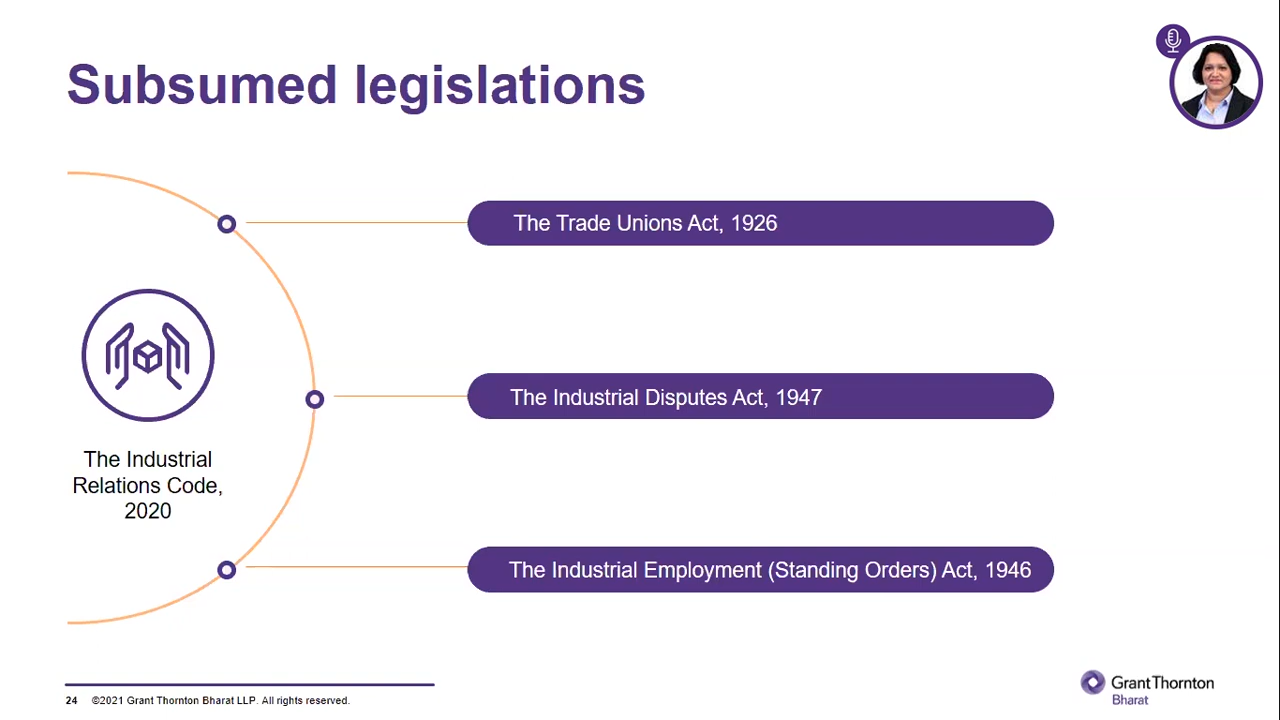 Subsumed legislations
The Trade Unions Act, 1926
The Industrial Disputes Act, 1947
The Industrial
Relations Code,
2020
The Industrial Employment (Standing Orders) Act, 1946
24 ©2021 Grant Thornton Bharat LLP. All rights reserved.
GrantThornton
Bharat